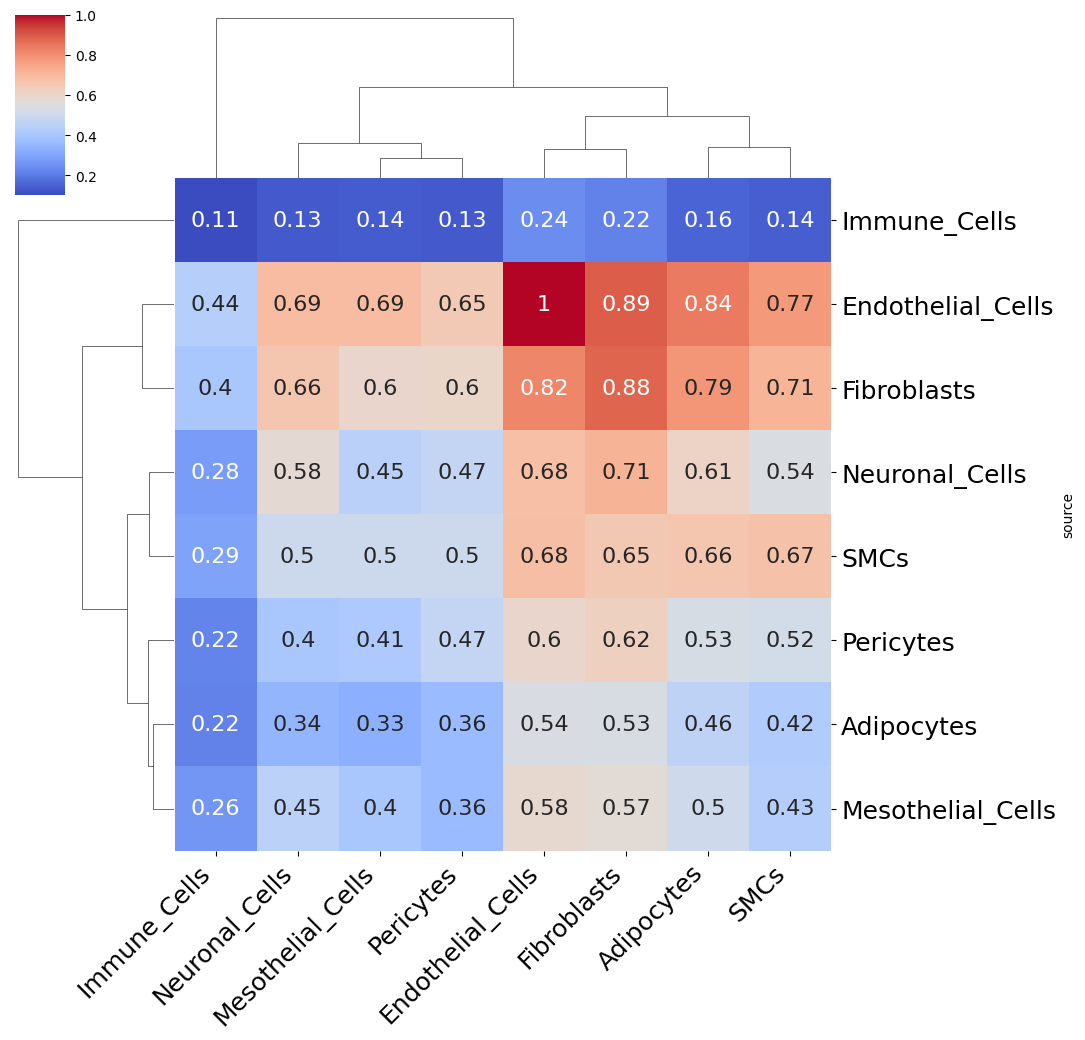 1.0
0.8
0.6
0.4
0.2
0.11 0.13 0.14 0.13 0.24 0.22 0.16 0.14 Immune_Cells
0.44 0.69 0.69 0.65 1 0.89 0.84 0.77 Endothelial_Cells
0.4 0.66 0.6 0.6 0.82 0.88 0.79 0.71 Fibroblasts
0.28 0.58 0.45 0.47 0.68 0.71 0.61 0.54 Neuronal_Cells
0.29 0.5 0.5 0.5 0.68 0.65 0.66 0.67 SMCs
0.22 0.4 0.41 0.47 0.6 0.62 0.53 0.52 Pericytes
0.22 0.34 0.33 0.36 0.54 0.53 0.46 0.42 Adipocytes
0.26 0.45 0.4 0.36 0.58 0.57 0.5 0.43 Mesothelial_Cells
source
Immune_Cells
Neuronal_Cells
Mesothelial_Cells
Pericytes
Endothelial_Cells
Fibroblasts
Adipocytes
SMCs